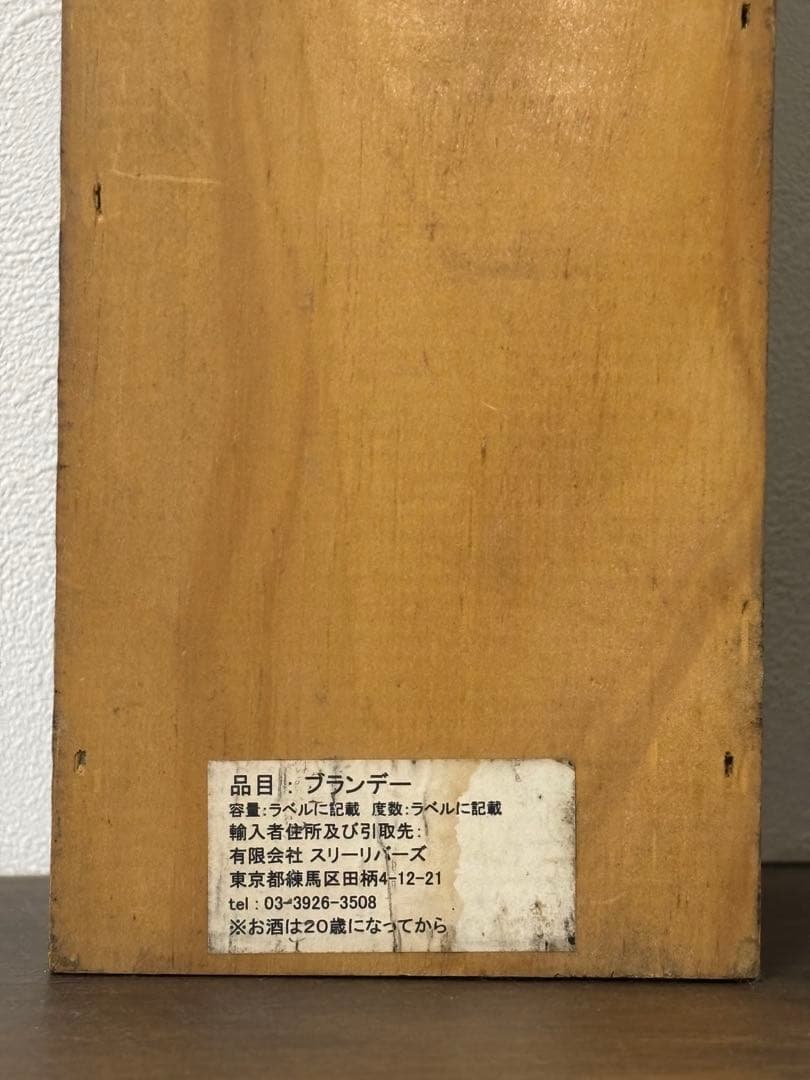 品目：ブランデー
容量：ラベルに記載 度数：ラベルに記載
輸入者住所及び引取先：
有限会社 スリーリバーズ
東京都練馬区田柄4-12-21
tel : 03-3926-3508
※お酒は20歳になってから